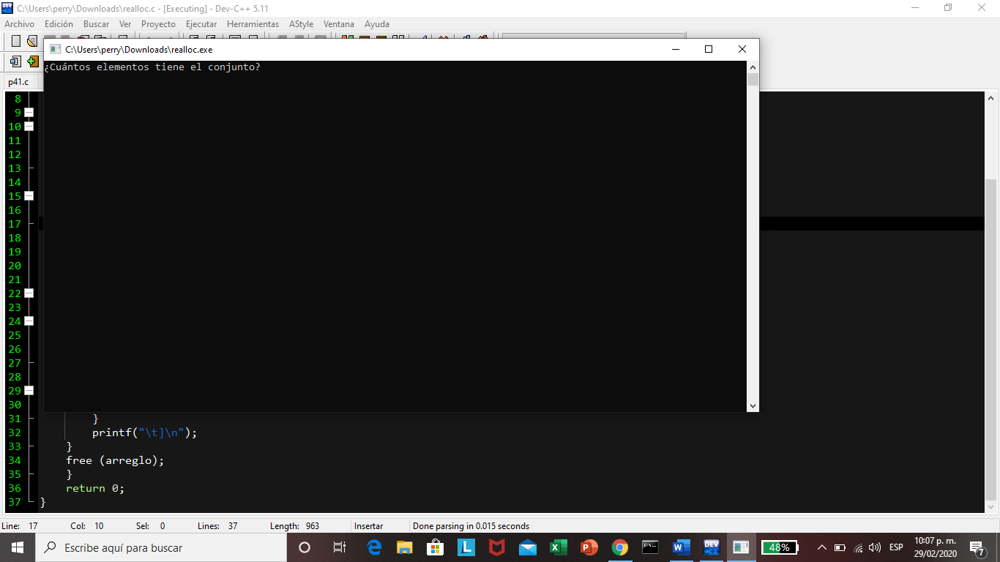 C:\Users\perry\Downloads\realloc.c - [Executing] - Dev-C++ 5.11
Archivo Edición Buscar Ver Proyecto Ejecutar Herramientas AStyle Ventana Ayuda
C:\Users\perry\Downloads\realloc.exe
¿Cuántos elementos tiene el conjunto?
p41.c
8
9
10
11
12
13
14
15
16
17
18
19
20
21
22
23
24
25
26
27
28
29
30
31 }
32 printf("\t]\n");
33 }
34 free (arreglo);
35 }
36 return 0;
37 }
Line: 17 Col: 10 Sel: 0 Lines: 37 Length: 963 Insertar Done parsing in 0.015 seconds
Escribe aquí para buscar
48%
ESP
10:07 p. m.
29/02/2020
7